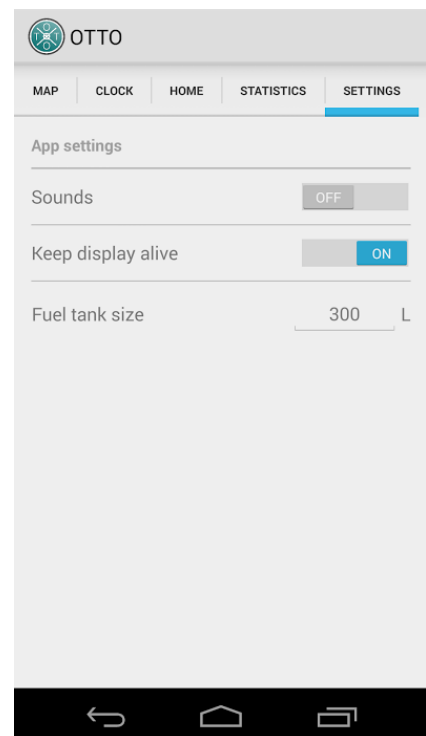 OTTO
MAP CLOCK HOME STATISTICS SETTINGS
App settings
Sounds OFF
Keep display alive ON
Fuel tank size 300 L